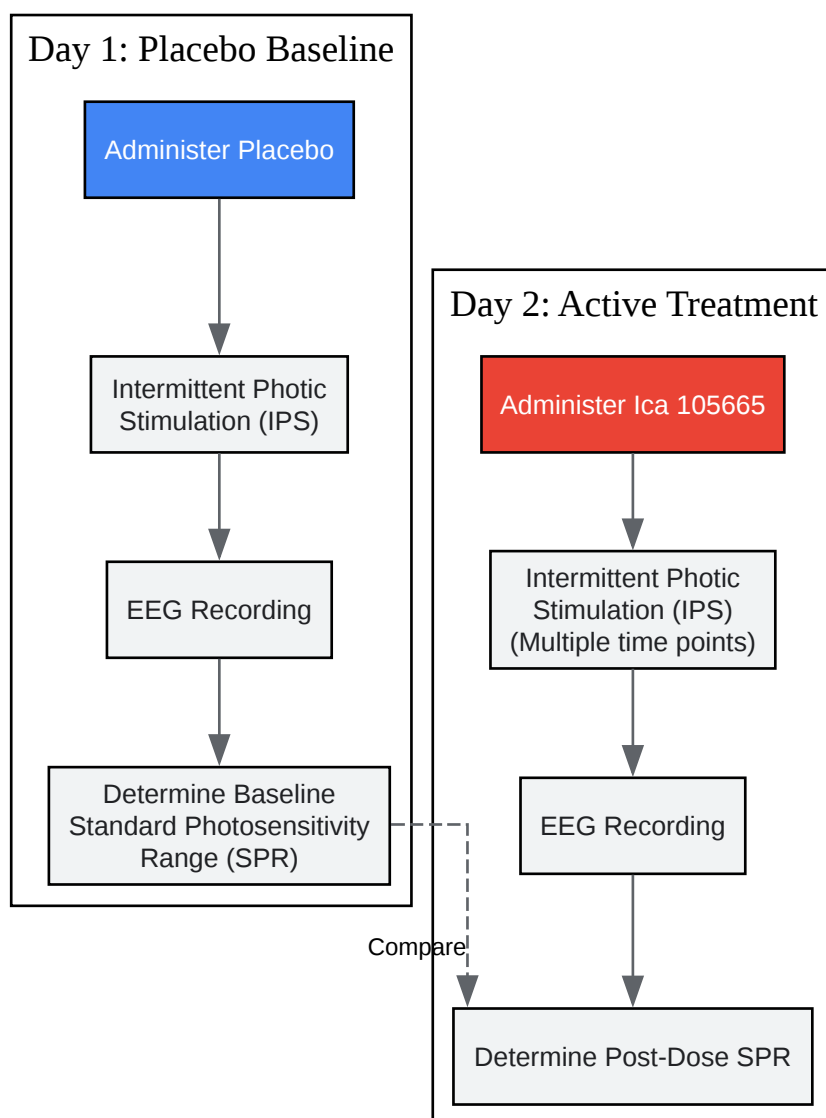 Day 1: Placebo Baseline
Administer Placebo
Intermittent Photic
Stimulation (IPS)
EEG Recording
Determine Baseline
Standard Photosensitivity
Range (SPR)
Compare
Day 2: Active Treatment
Administer Ica 105665
Intermittent Photic
Stimulation (IPS)
(Multiple time points)
EEG Recording
Determine Post-Dose SPR